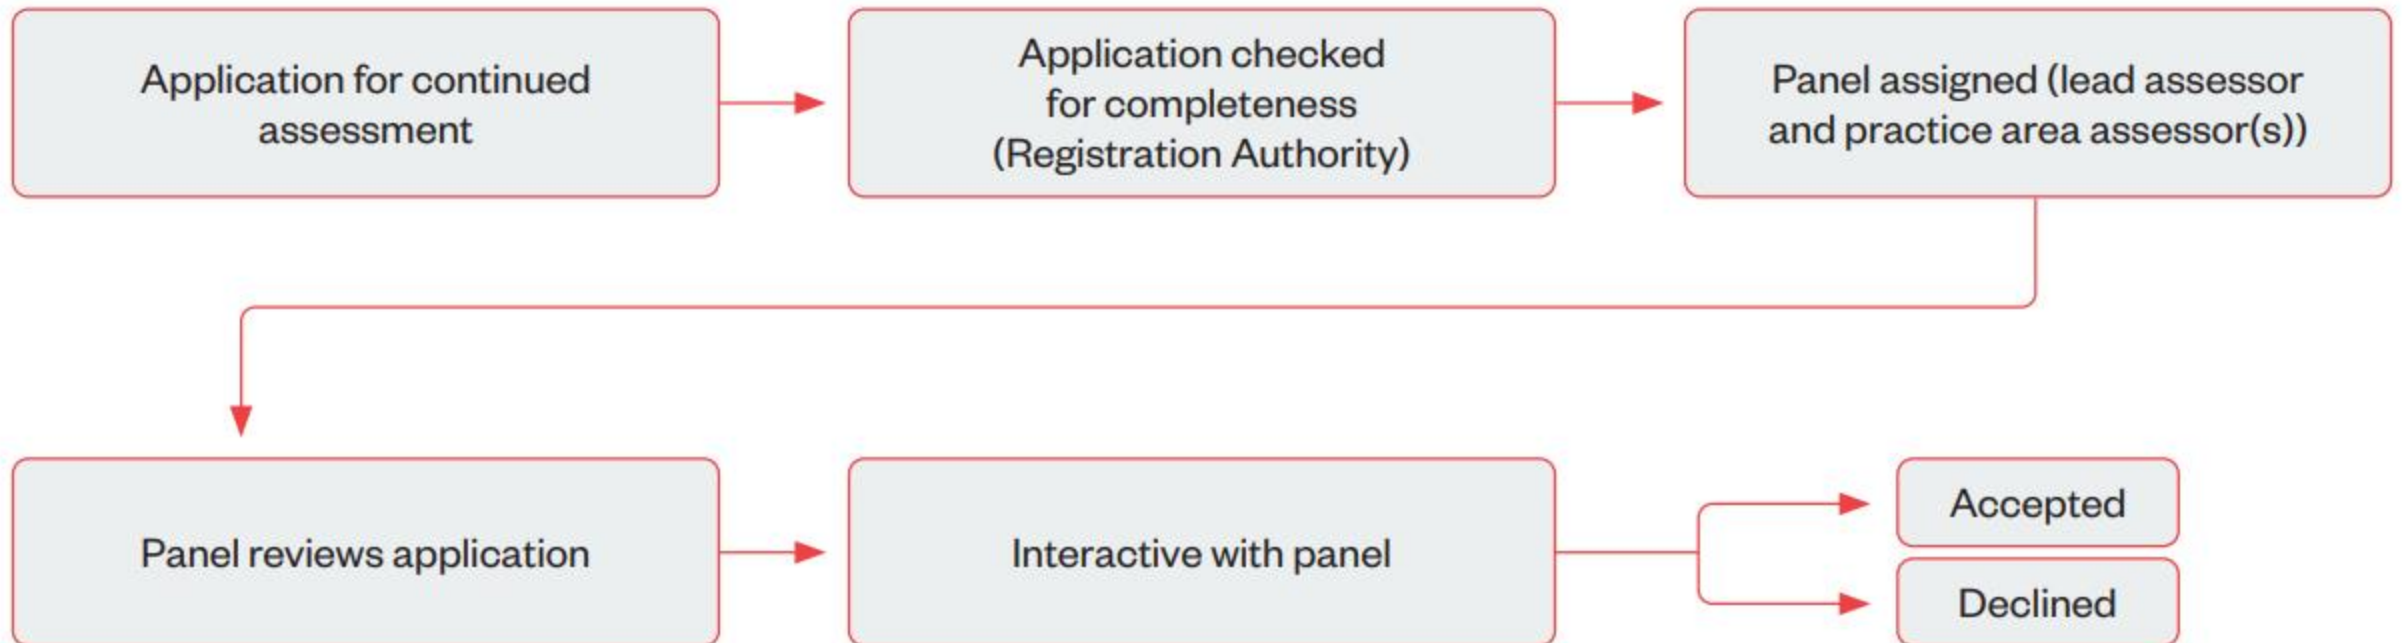 Application for continued
assessment
Application checked
for completeness
(Registration Authority)
Panel assigned (lead assessor
and practice area assessor(s))
Panel reviews application
Interactive with panel
Accepted
Declined